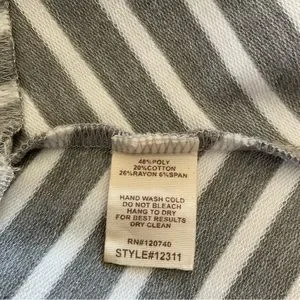 48%POLY
20%COTTON
26%RAYON 6%SPAN
HAND WASH COLD
DO NOT BLEACH
HANG TO DRY
FOR BEST RESULTS
DRY CLEAN
RN#120740
STYLE#12311